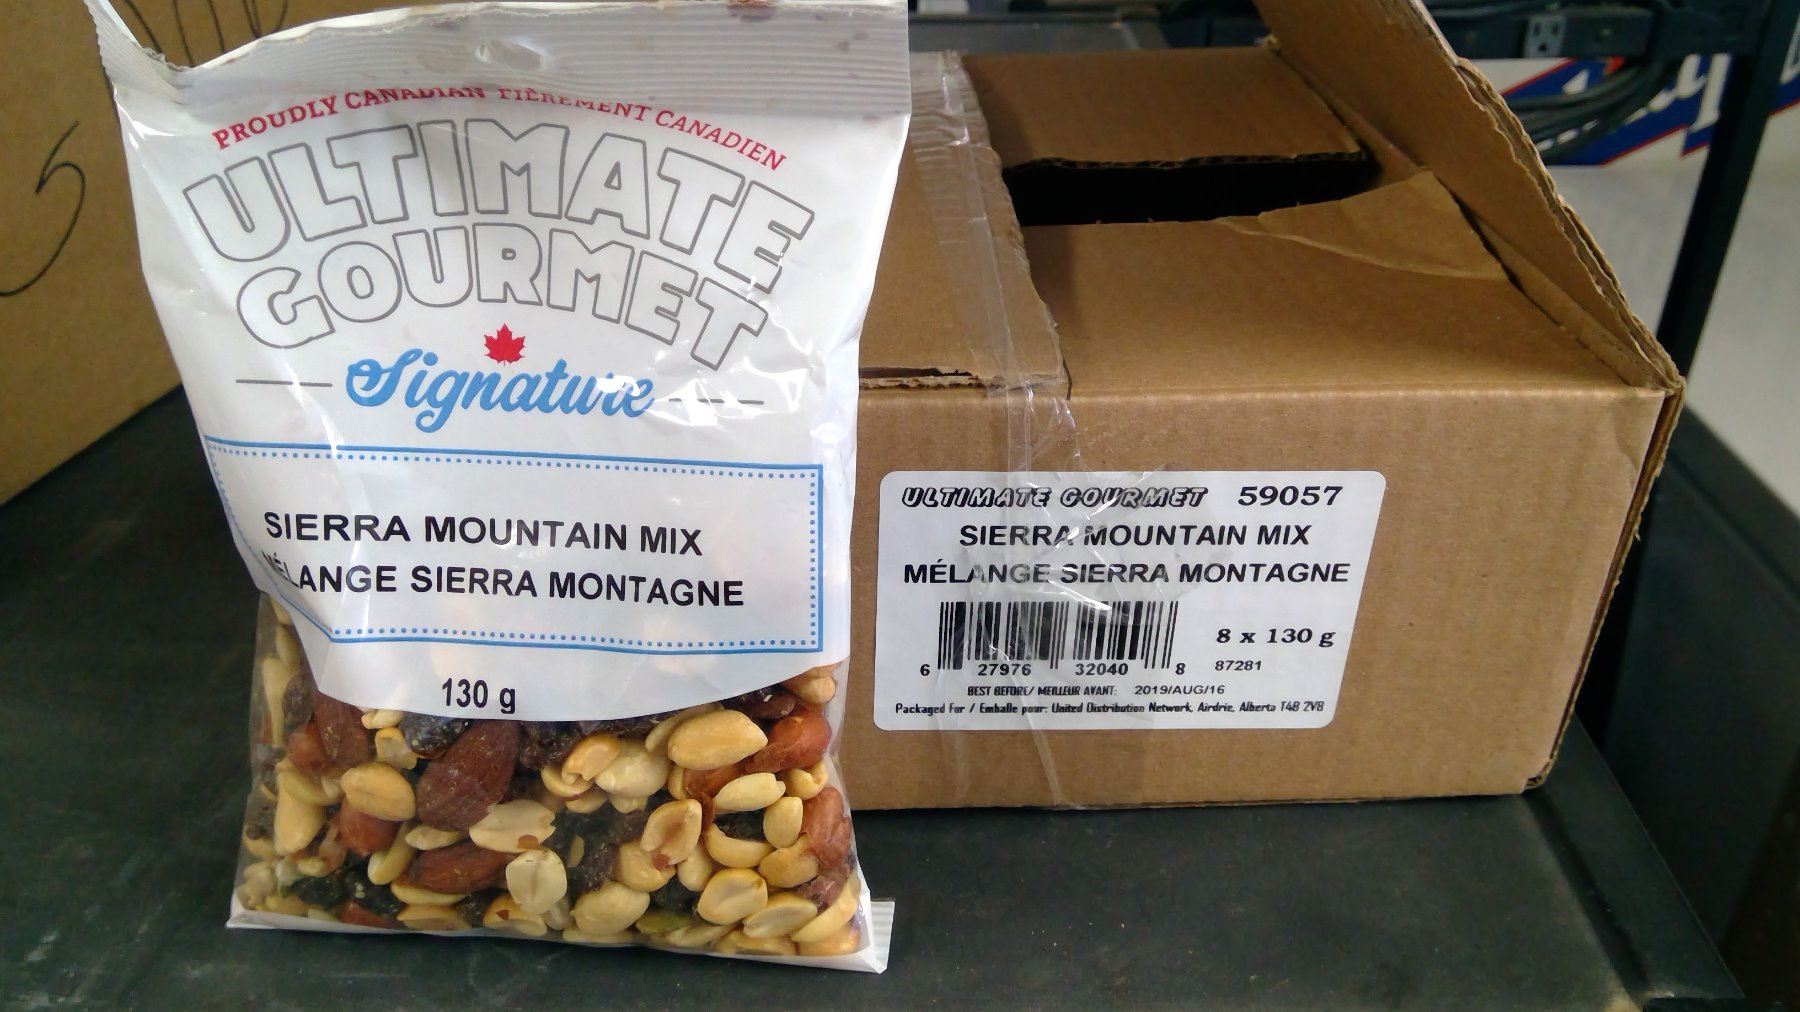 PROUDLY CANADIAN FIÈREMENT CANADIEN
ULTIMATE
GOURMET
Signature
SIERRA MOUNTAIN MIX
MÉLANGE SIERRA MONTAGNE
130 g
ULTIMATE GOURMET 59057
SIERRA MOUNTAIN MIX
MÉLANGE SIERRA MONTAGNE
8 x 130 g
6 27976 32040 8 87281
BEST BEFORE/ MEILLEUR AVANT: 2019/AUG/16
Packaged For / Emballe pour: United Distribution Network, Airdrie, Alberta T4B 2V8
5